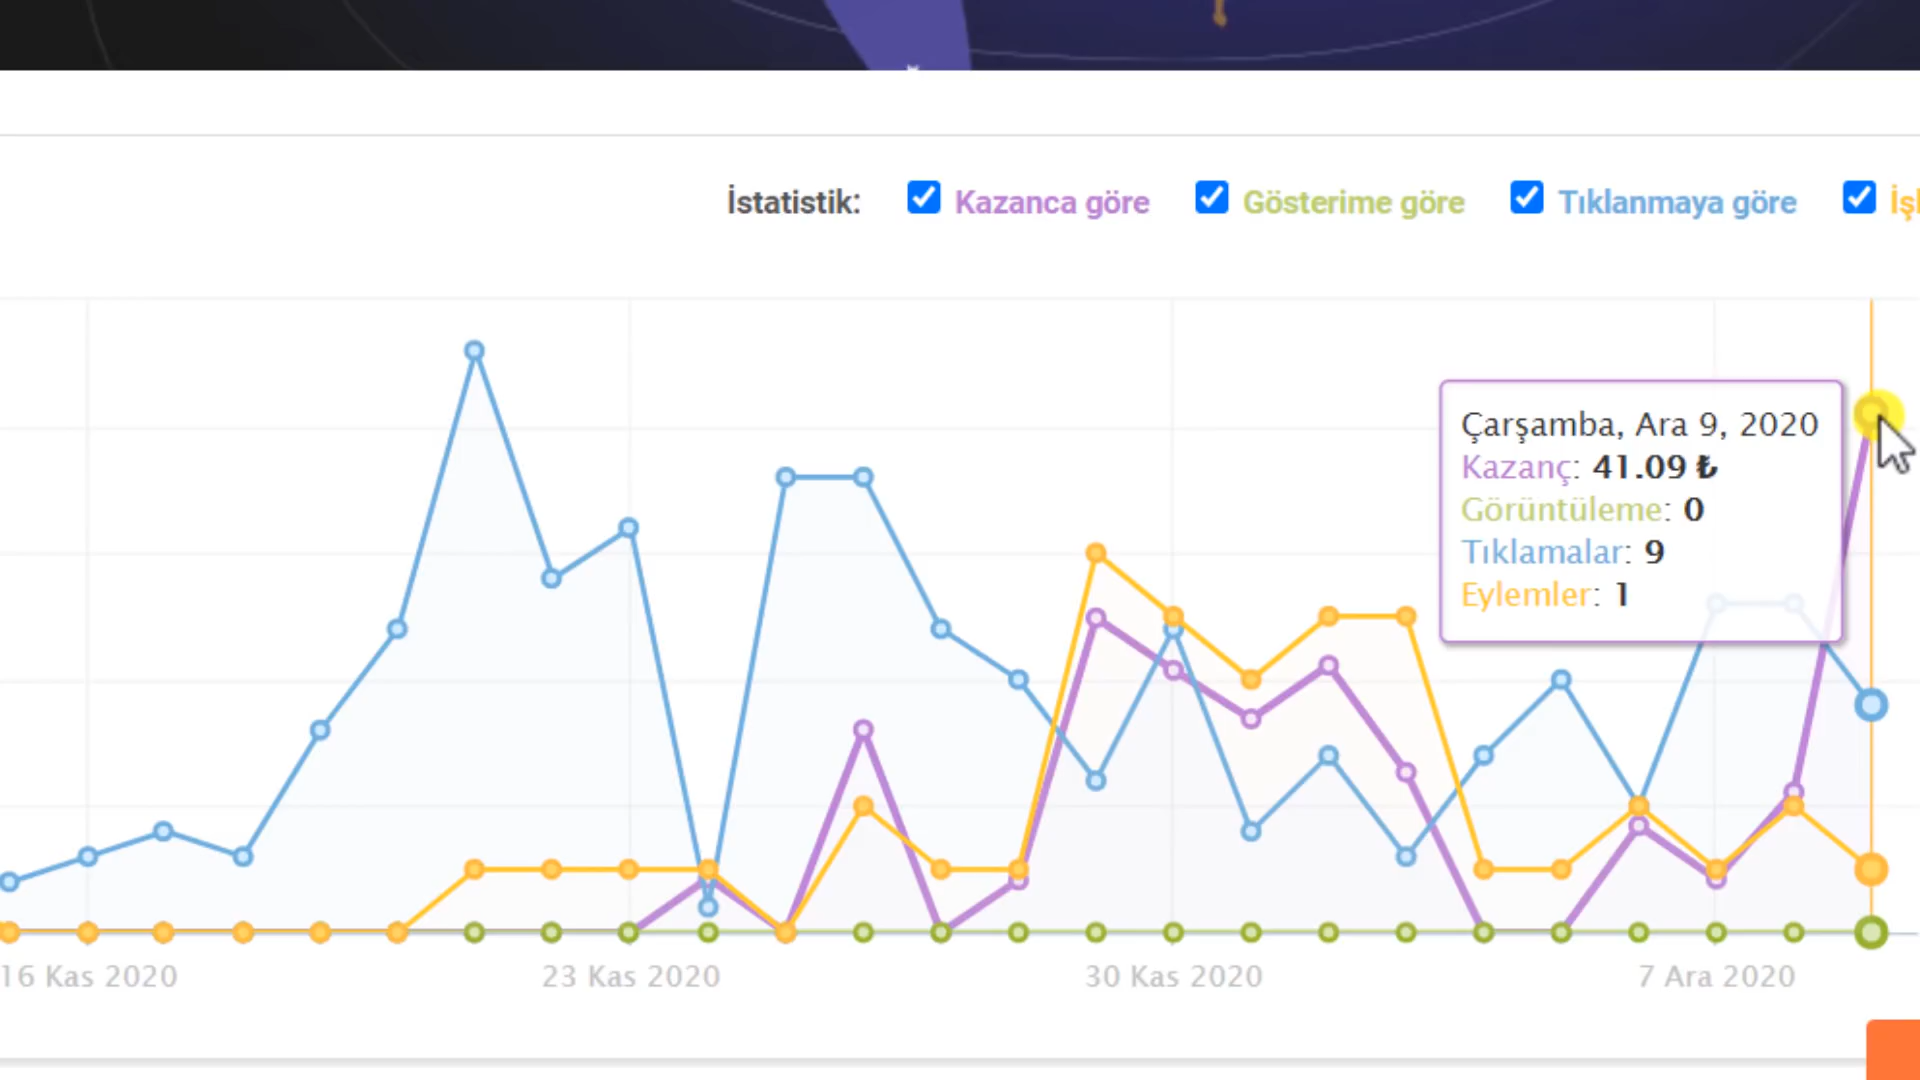 İstatistik: Kazanca göre Gösterime göre Tıklanmaya göre
Çarşamba, Ara 9, 2020
Kazanç: 41.09 ₺
Görüntüleme: 0
Tıklamalar: 9
Eylemler: 1
16 Kas 2020 23 Kas 2020 30 Kas 2020 7 Ara 2020